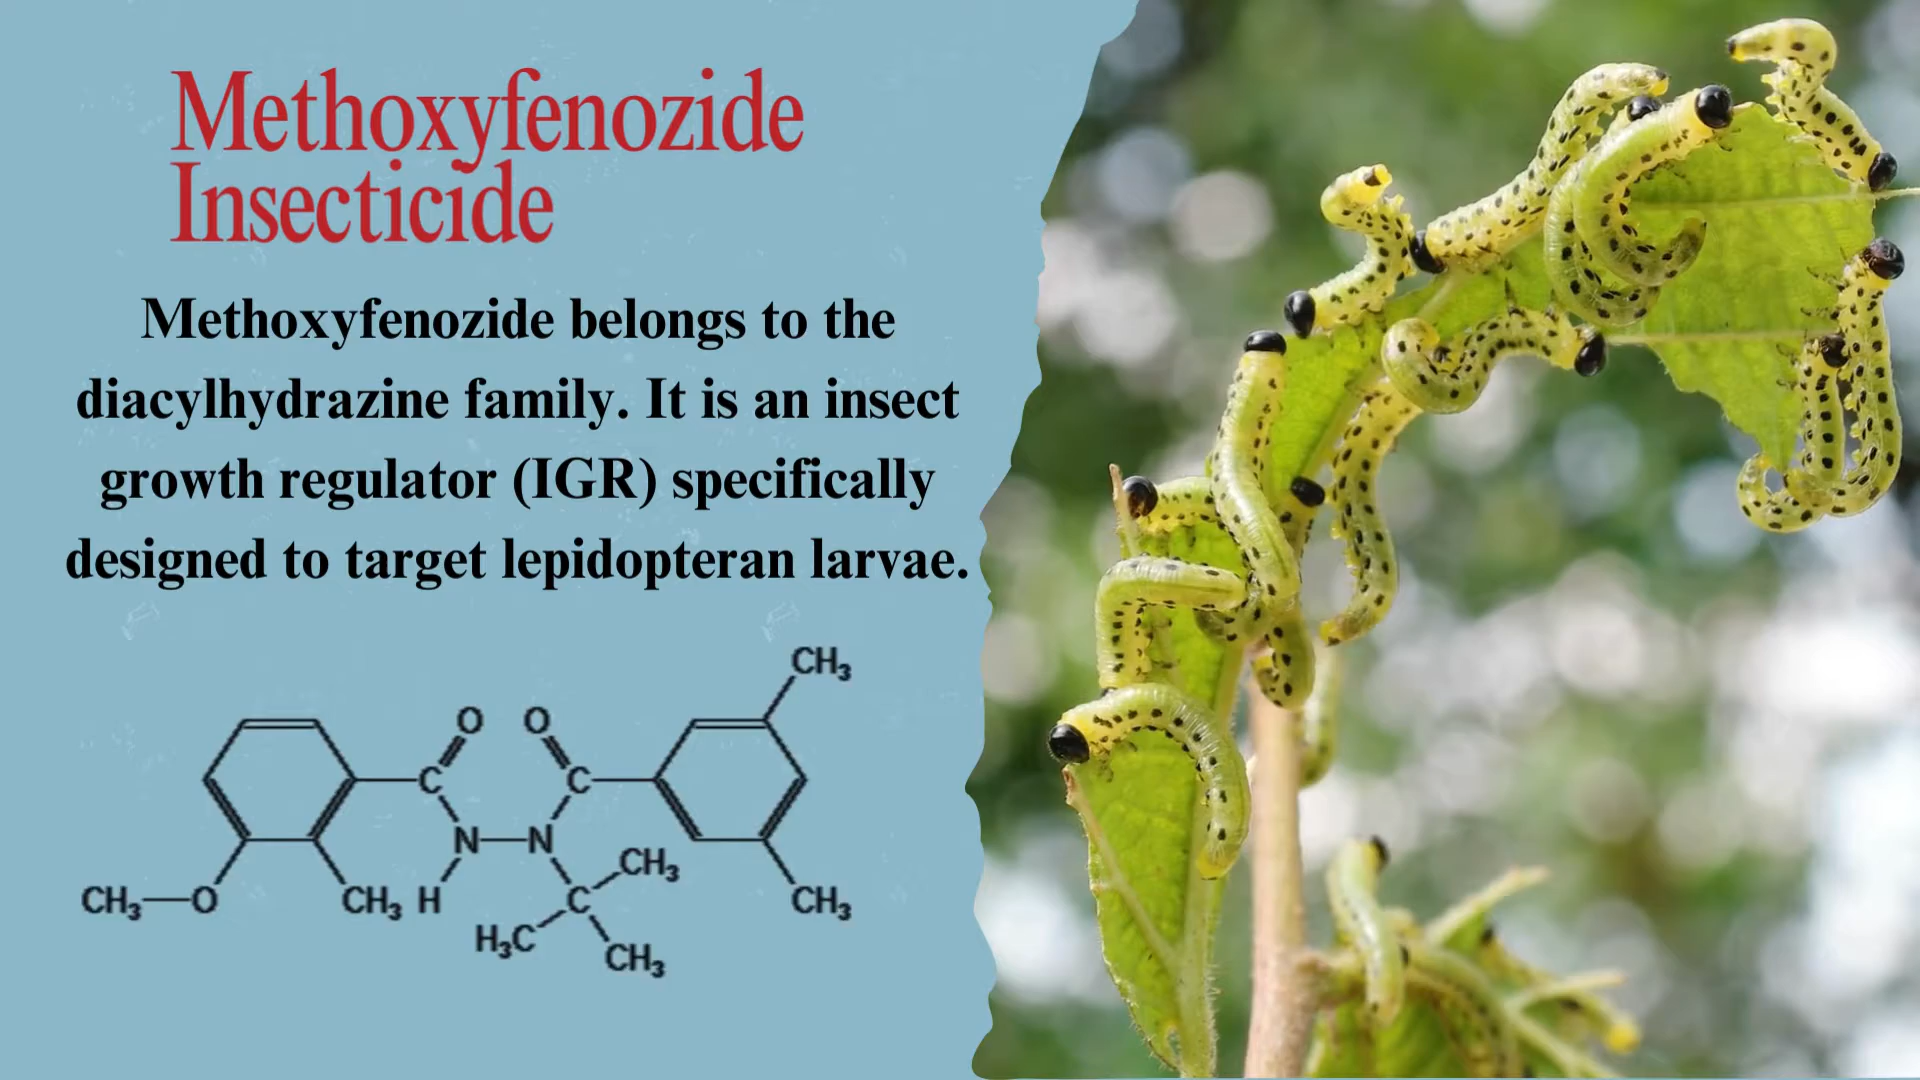 Methoxyfenozide
Insecticide
Methoxyfenozide belongs to the
diacylhydrazine family. It is an insect
growth regulator (IGR) specifically
designed to target lepidopteran larvae.
CH₃
O O
C C
N N
CH₃
CH₃ O CH₃ H C CH₃
H₃C
CH₃